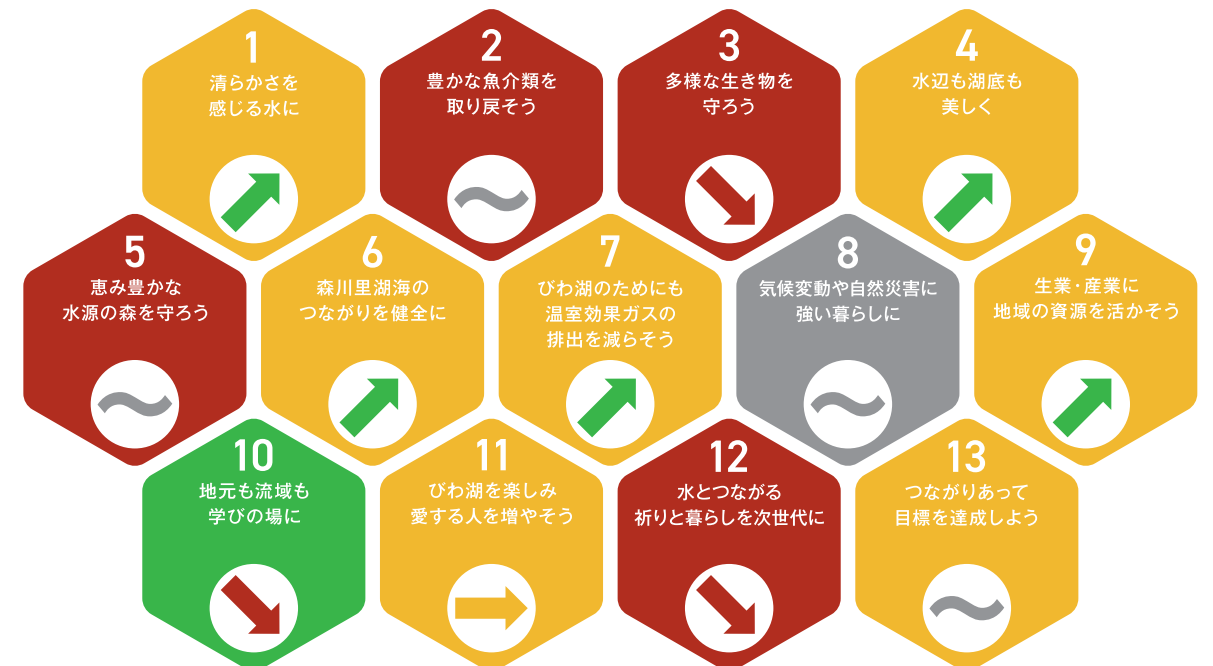 1
清らかさを
感じる水に
2
豊かな魚介類を
取り戻そう
3
多様な生き物を
守ろう
4
水辺も湖底も
美しく
5
恵み豊かな
水源の森を守ろう
6
森川里湖海の
つながりを健全に
7
びわ湖のためにも
温室効果ガスの
排出を減らそう
8
気候変動や自然災害に
強い暮らしに
9
生業・産業に
地域の資源を活かそう
10
地元も流域も
学びの場に
11
びわ湖を楽しみ
愛する人を増やそう
12
水とつながる
祈りと暮らしを次世代に
13
つながりあって
目標を達成しよう